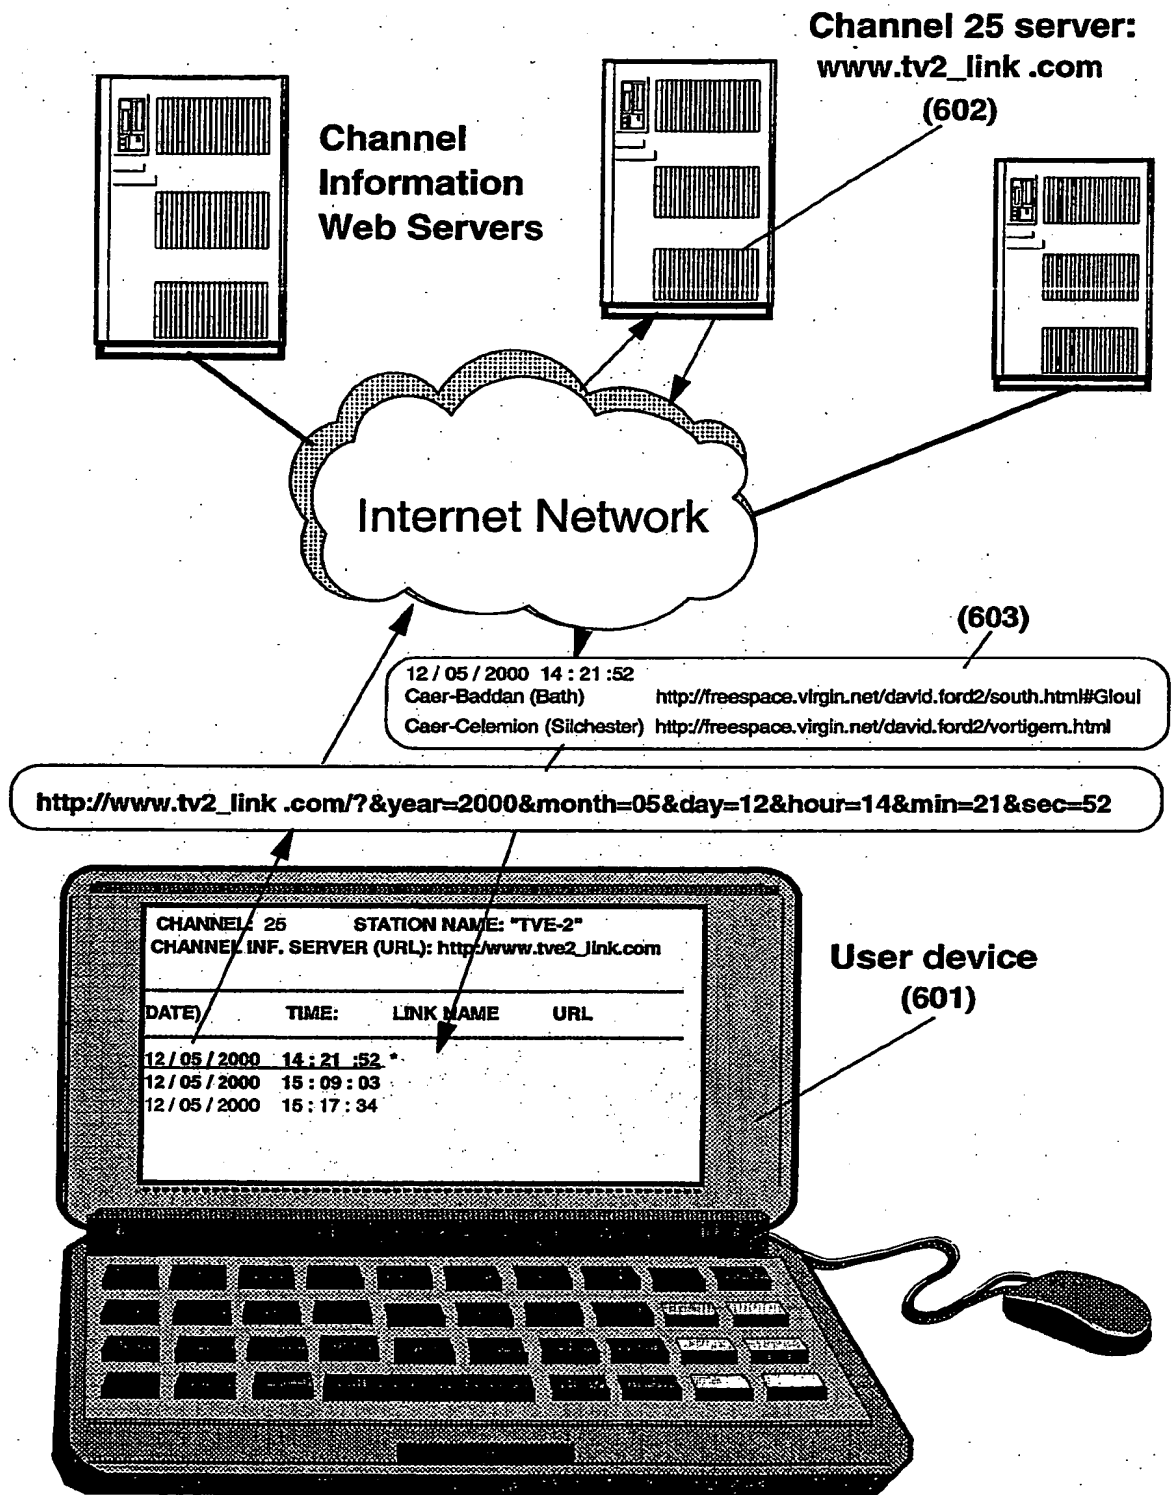 Channel 25 server:
www.tv2_link .com
(602)
Channel
Information
Web Servers
Internet Network
(603)
12 / 05 / 2000 14 : 21 :52
Caer-Baddan (Bath) http://freespace.virgin.net/david.ford2/south.html#Gloui
Caer-Celemion (Silchester) http://freespace.virgin.net/david.ford2/vortigern.html
http://www.tv2_link .com/?&year=2000&month=05&day=12&hour=14&min=21&sec=52
CHANNEL: 25 STATION NAME: "TVE-2"
CHANNEL INF. SERVER (URL): http:/www.tve2_link.com
DATE) TIME: LINK NAME URL
12 / 05 / 2000 14 : 21 :52 *
12 / 05 / 2000 15 : 09 : 03
12 / 05 / 2000 15 : 17 : 34
User device
(601)